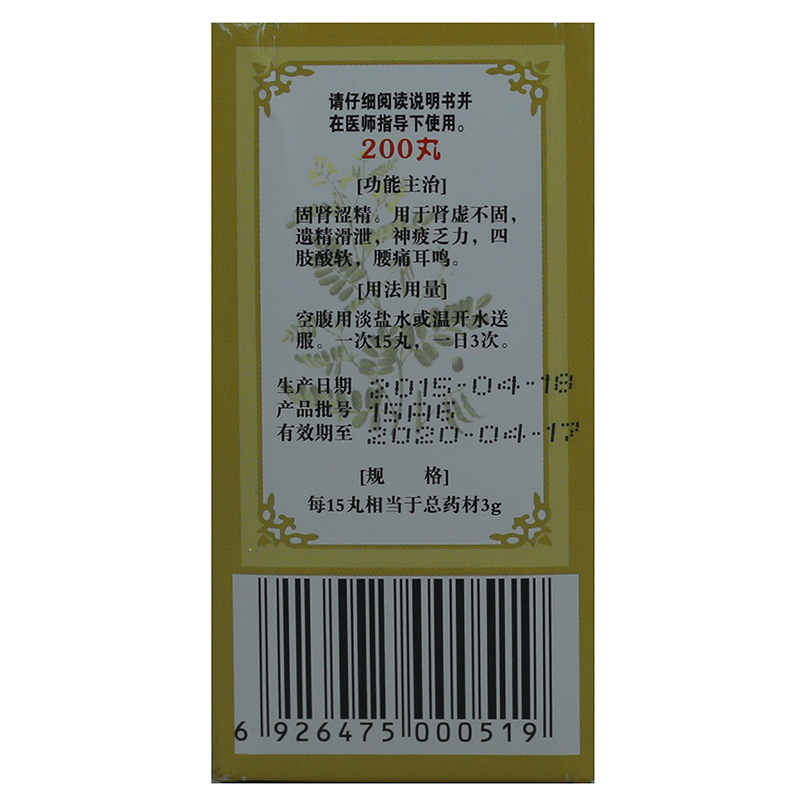 请仔细阅读说明书并
在医师指导下使用。
200丸
[功能主治]
固肾涩精。用于肾虚不固，
遗精滑泄，神疲乏力，四
肢酸软，腰痛耳鸣。
[用法用量]
空腹用淡盐水或温开水送
服。一次15丸，一日3次。
生产日期 2015-04-18
产品批号 15A6
有效期至 2020-04-17
[规 格]
每15丸相当于总药材3g
6 926475 000519